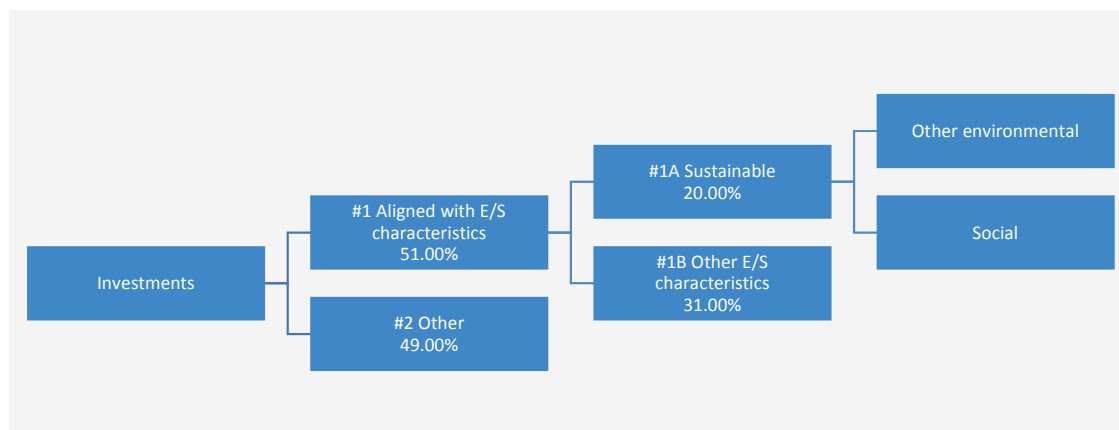 Investments
#1 Aligned with E/S
characteristics
51.00%
#2 Other
49.00%
#1A Sustainable
20.00%
#1B Other E/S
characteristics
31.00%
Other environmental
Social